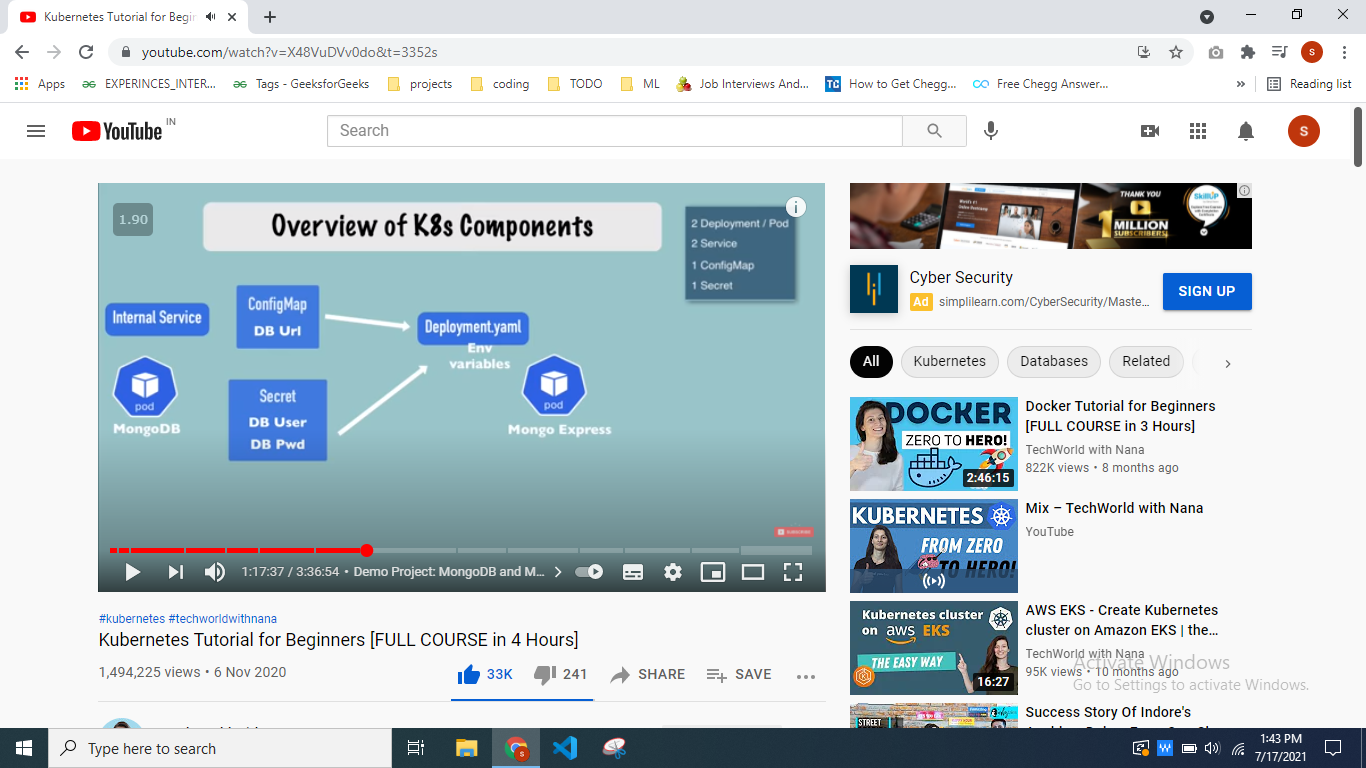 Kubernetes Tutorial for Begin
youtube.com/watch?v=X48VuDVv0do&t=3352s
S
Apps
EXPERINCES_INTER...
Tags - GeeksforGeeks
projects
coding
TODO
ML
Job Interviews And...
TC
How to Get Chegg...
Free Chegg Answer...
»
Reading list
YouTube IN
Search
S
1.90
Overview of K8s Components
i
2 Deployment / Pod
2 Service
1 ConfigMap
1 Secret
Internal Service
ConfigMap
DB Url
Deployment.yaml
Env
variables
pod
MongoDB
Secret
DB User
DB Pwd
pod
Mongo Express
SUBSCRIBE
1:17:37 / 3:36:54 • Demo Project: MongoDB and M...
#kubernetes #techworldwithnana
Kubernetes Tutorial for Beginners [FULL COURSE in 4 Hours]
1,494,225 views • 6 Nov 2020
33K
241
SHARE
SAVE
THANK YOU
1 MILLION
SUBSCRIBERS!
SkillUP
Cyber Security
Ad simplilearn.com/CyberSecurity/Maste...
SIGN UP
All
Kubernetes
Databases
Related
DOCKER
ZERO TO HERO!
2:46:15
Docker Tutorial for Beginners
[FULL COURSE in 3 Hours]
TechWorld with Nana
822K views • 8 months ago
KUBERNETES
FROM ZERO
TO HERO!
Mix – TechWorld with Nana
YouTube
Kubernetes cluster
on aws EKS
THE EASY WAY
16:27
AWS EKS - Create Kubernetes
cluster on Amazon EKS | the...
TechWorld with Nana
95K views • 10 months ago
Activate Windows
Go to Settings to activate Windows.
STREET
Success Story Of Indore's
Type here to search
S
W
1:43 PM
7/17/2021